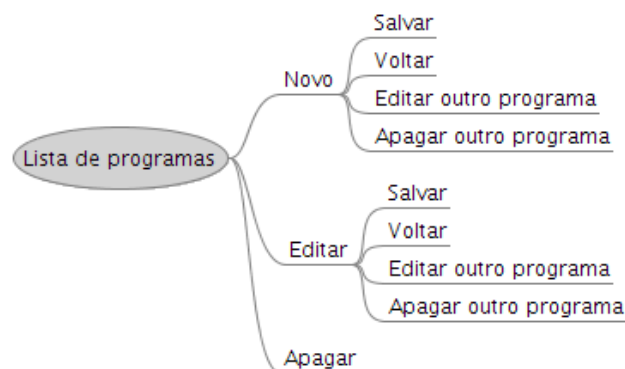 Lista de programas
Novo
Salvar
Voltar
Editar outro programa
Apagar outro programa
Editar
Salvar
Voltar
Editar outro programa
Apagar outro programa
Apagar